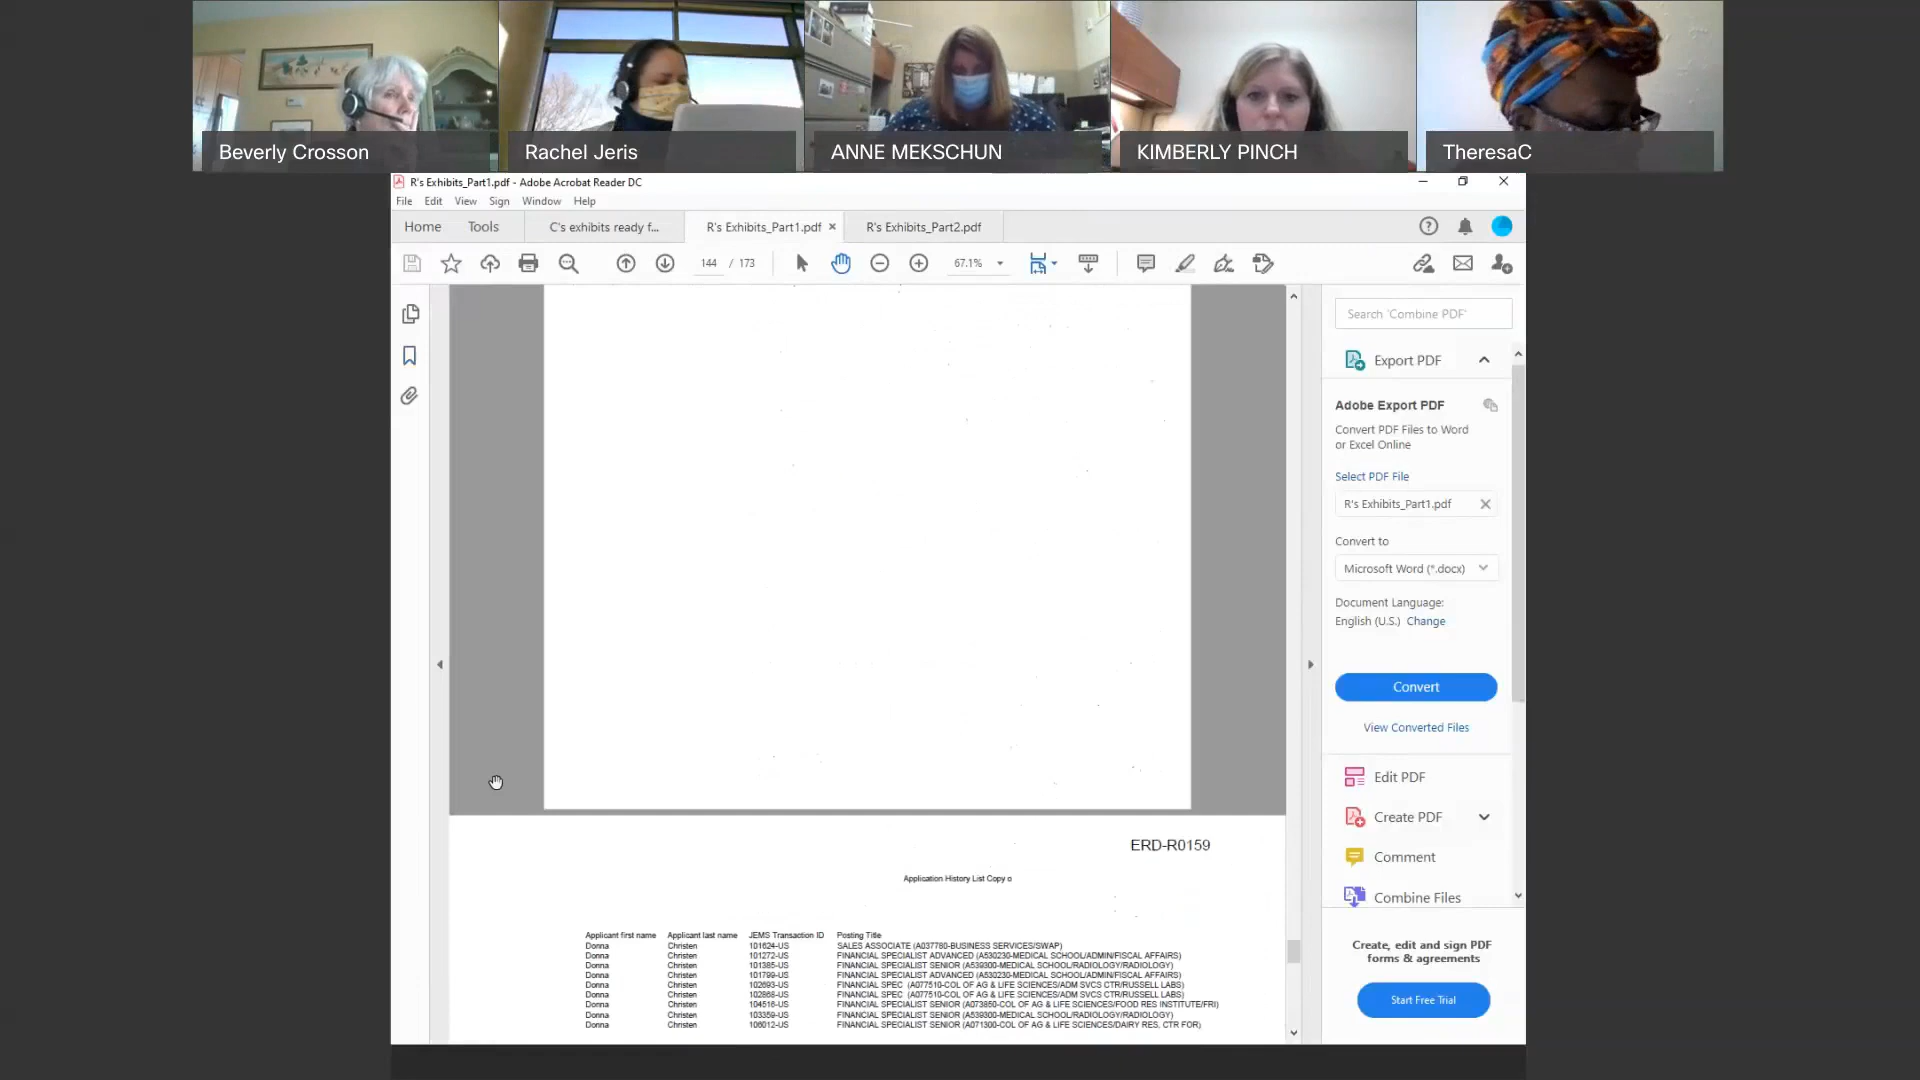 Beverly Crosson
Rachel Jeris
ANNE MEKSCHUN
KIMBERLY PINCH
TheresaC
R's Exhibits_Part1.pdf - Adobe Acrobat Reader DC
File Edit View Sign Window Help
Home Tools C's exhibits ready f... R's Exhibits_Part1.pdf × R's Exhibits_Part2.pdf
144 / 173 67.1%
Search 'Combine PDF'
Export PDF
Adobe Export PDF
Convert PDF Files to Word
or Excel Online
Select PDF File
R's Exhibits_Part1.pdf
Convert to
Microsoft Word (*.docx)
Document Language:
English (U.S.) Change
Convert
View Converted Files
Edit PDF
Create PDF
Comment
Combine Files
Create, edit and sign PDF
forms & agreements
Start Free Trial
ERD-R0159
Application History List Copy o
Applicant first name Applicant last name JEMS Transaction ID Posting Title
Donna Christen 101624-US SALES ASSOCIATE (A037780-BUSINESS SERVICES/SWAP)
Donna Christen 101272-US FINANCIAL SPECIALIST ADVANCED (A530230-MEDICAL SCHOOL/ADMIN/FISCAL AFFAIRS)
Donna Christen 101385-US FINANCIAL SPECIALIST SENIOR (A539300-MEDICAL SCHOOL/RADIOLOGY/RADIOLOGY)
Donna Christen 101799-US FINANCIAL SPECIALIST ADVANCED (A530230-MEDICAL SCHOOL/ADMIN/FISCAL AFFAIRS)
Donna Christen 102693-US FINANCIAL SPEC (A077510-COL OF AG & LIFE SCIENCES/ADM SVCS CTR/RUSSELL LABS)
Donna Christen 102868-US FINANCIAL SPEC (A077510-COL OF AG & LIFE SCIENCES/ADM SVCS CTR/RUSSELL LABS)
Donna Christen 104516-US FINANCIAL SPECIALIST SENIOR (A073850-COL OF AG & LIFE SCIENCES/FOOD RES INSTITUTE/FRI)
Donna Christen 103359-US FINANCIAL SPECIALIST SENIOR (A539300-MEDICAL SCHOOL/RADIOLOGY/RADIOLOGY)
Donna Christen 106012-US FINANCIAL SPECIALIST SENIOR (A071300-COL OF AG & LIFE SCIENCES/DAIRY RES, CTR FOR)